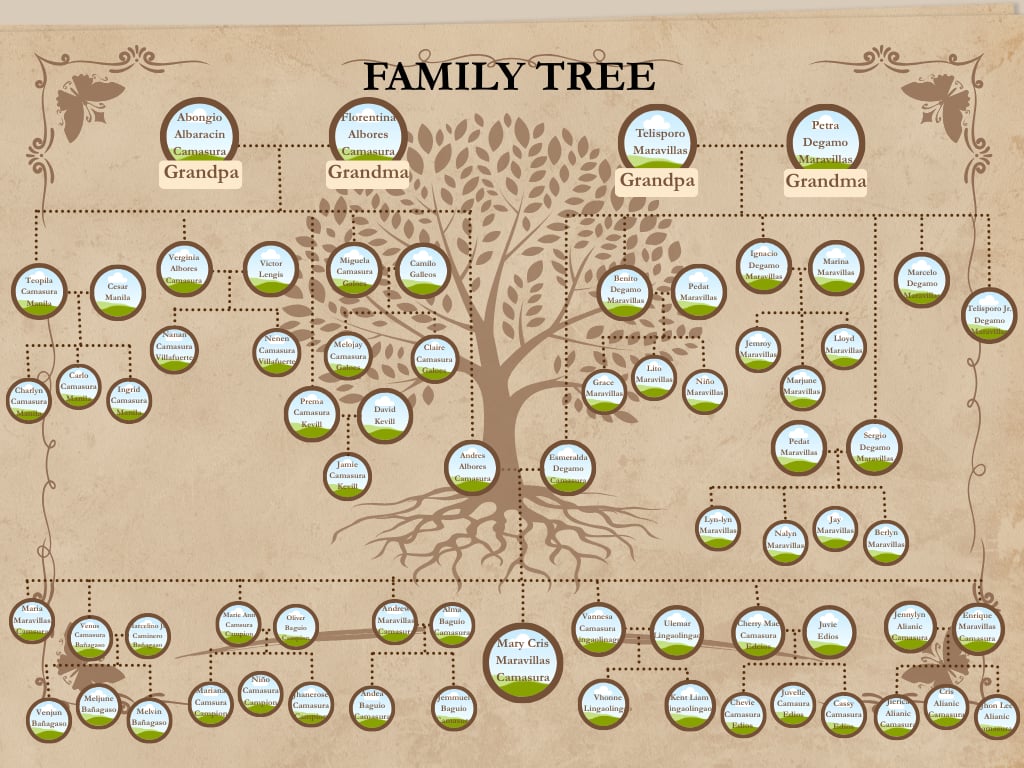 FAMILY TREE
Abongio
Albaracin
Camasura
Grandpa
Florentina
Albores
Camasura
Grandma
Telisporo
Maravillas
Grandpa
Petra
Degamo
Maravillas
Grandma
Teopila
Camasura
Manila
Cesar
Manila
Verginia
Albores
Camasura
Victor
Lengis
Miguela
Camasura
Galoes
Camilo
Galleos
Benito
Degamo
Maravillas
Pedat
Maravillas
Ignacio
Degamo
Maravillas
Marina
Maravillas
Marcelo
Degamo
Maravillas
Telisporo Jr.
Degamo
Maravillas
Nanan
Camasura
Villafuerte
Nenen
Camasura
Villafuerte
Melojay
Camasura
Galoes
Claire
Camasura
Galoes
Jemroy
Maravillas
Lloyd
Maravillas
Charlyn
Camasura
Manila
Carlo
Camasura
Manila
Ingrid
Camasura
Manila
Grace
Maravillas
Lito
Maravillas
Niño
Maravillas
Marjune
Maravillas
Prema
Camasura
Kevill
David
Kevill
Jamie
Camasura
Kevill
Andres
Albores
Camasura
Esmeralda
Degamo
Camasura
Pedat
Maravillas
Sergio
Degamo
Maravillas
Lyn-lyn
Maravillas
Nalyn
Maravillas
Jay
Maravillas
Berlyn
Maravillas
Maria
Maravillas
Camasura
Venus
Camasura
Bañagaso
Marcelino Jr.
Caminero
Bañagaso
Marie Ann
Camsura
Campion
Oliver
Baguio
Campion
Andrew
Maravillas
Camasura
Alma
Baguio
Camasura
Mary Cris
Maravillas
Camasura
Vannesa
Camasura
Lingaolingao
Ulemar
Lingaolingao
Cherry Mae
Camasura
Edcios
Juvie
Edios
Jennylyn
Alianic
Camasura
Enrique
Maravillas
Camasura
Venjun
Bañagaso
Meljune
Bañagaso
Melvin
Bañagaso
Mariana
Camsura
Campion
Niño
Camasura
Campion
Jhanerose
Camasura
Campion
Andea
Baguio
Camasura
Jemmuel
Baguio
Camasura
Vhonne
Lingaolingao
Kent Liam
Lingaolingao
Chevie
Camasura
Edios
Juvelle
Camaura
Edios
Cassy
Camasura
Edios
Jierick
Alianic
Camasura
Cris
Alianic
Camasura
Jhon Lee
Alianic
Camasura